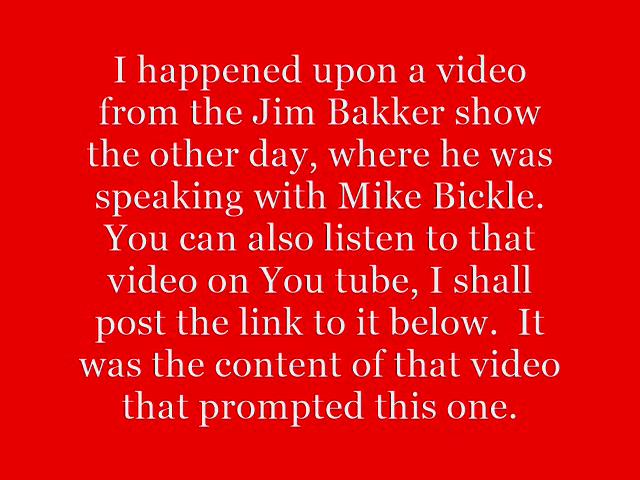 I happened upon a video
from the Jim Bakker show
the other day, where he was
speaking with Mike Bickle.
You can also listen to that
video on You tube, I shall
post the link to it below.  It
was the content of that video
that prompted this one.